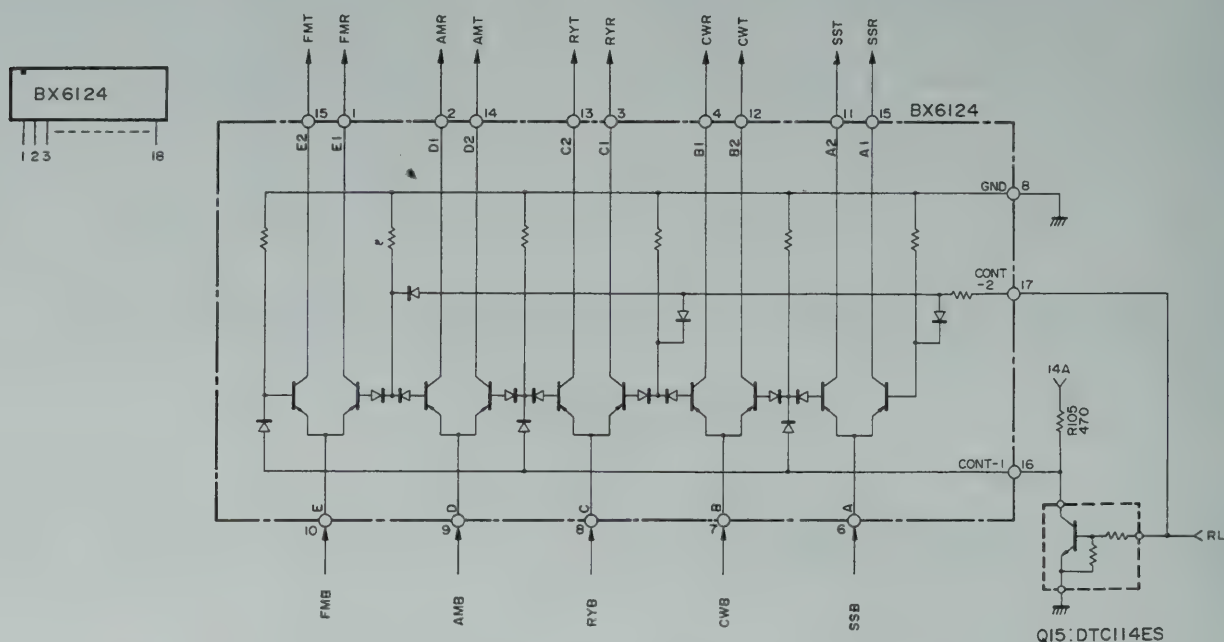 FMT FMR AMR AMT RYT RYR CWR CWT SST SSR
BX6124
1 2 3 18
15 1 2 14 13 3 4 12 11 15 BX6124
E2 E1 D1 D2 C2 C1 B1 B2 A2 A1
GND 8
CONT
-2 17
14A
R105
470
CONT-1 16
E D C B A
10 9 8 7 6
RL
FMB AMB RYB CWB SSB
Q15:DTC114ES